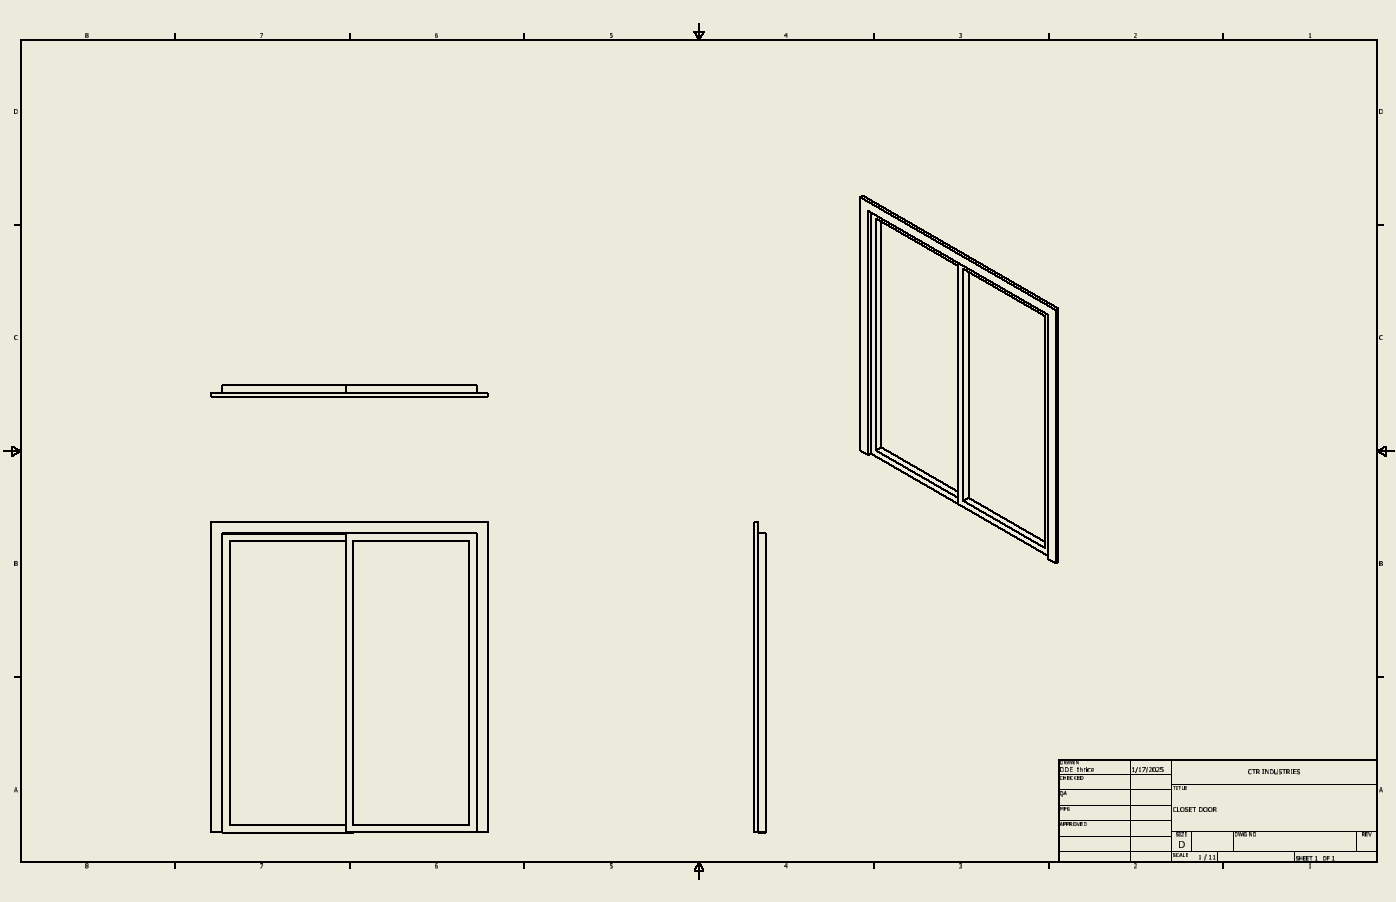 8 7 6 5 4 3 2 1
D D
C C
B B
A A
DRAWN
DDE thrice 1/17/2025
CHECKED
QA
MFG
APPROVED
CTR INDUSTRIES
TITLE
CLOSET DOOR
SIZE
D
DWG NO
REV
SCALE 1 / 11
SHEET 1 OF 1
8 7 6 5 4 3 2 1